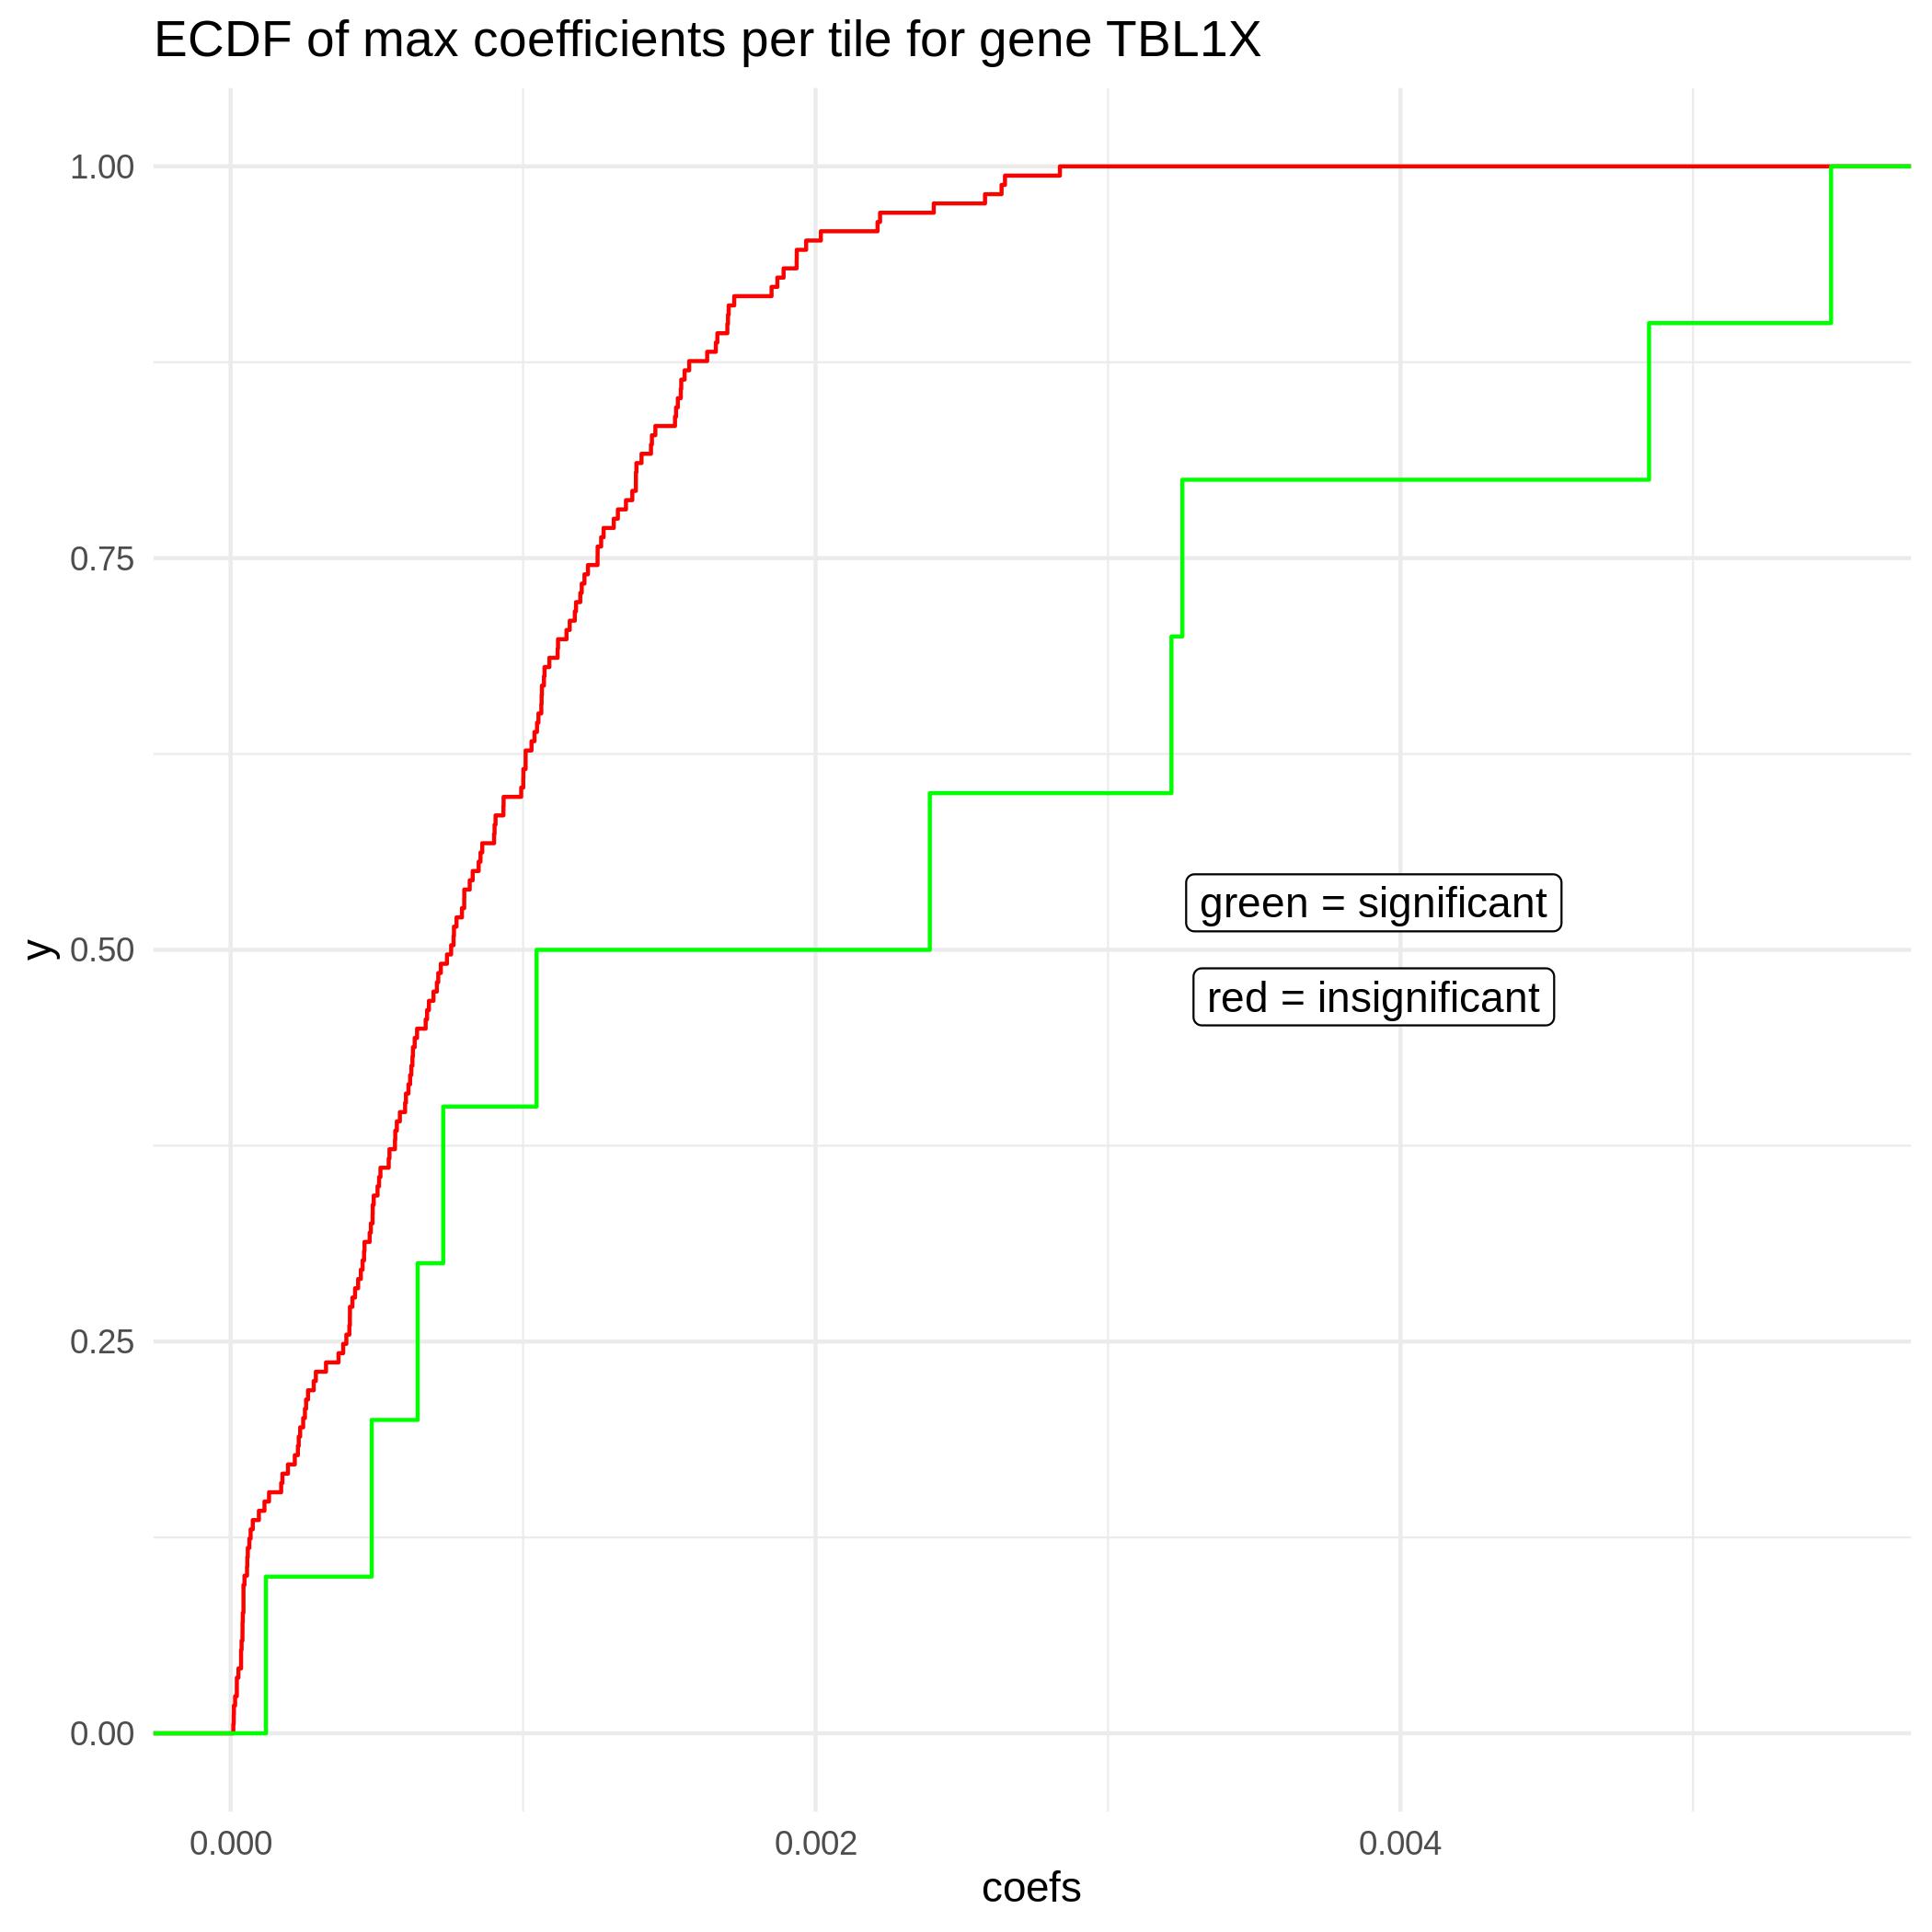 ECDF of max coefficients per tile for gene TBL1X
1.00
0.75
0.50
0.25
0.00
y
green = significant
red = insignificant
0.000
0.002
0.004
coefs